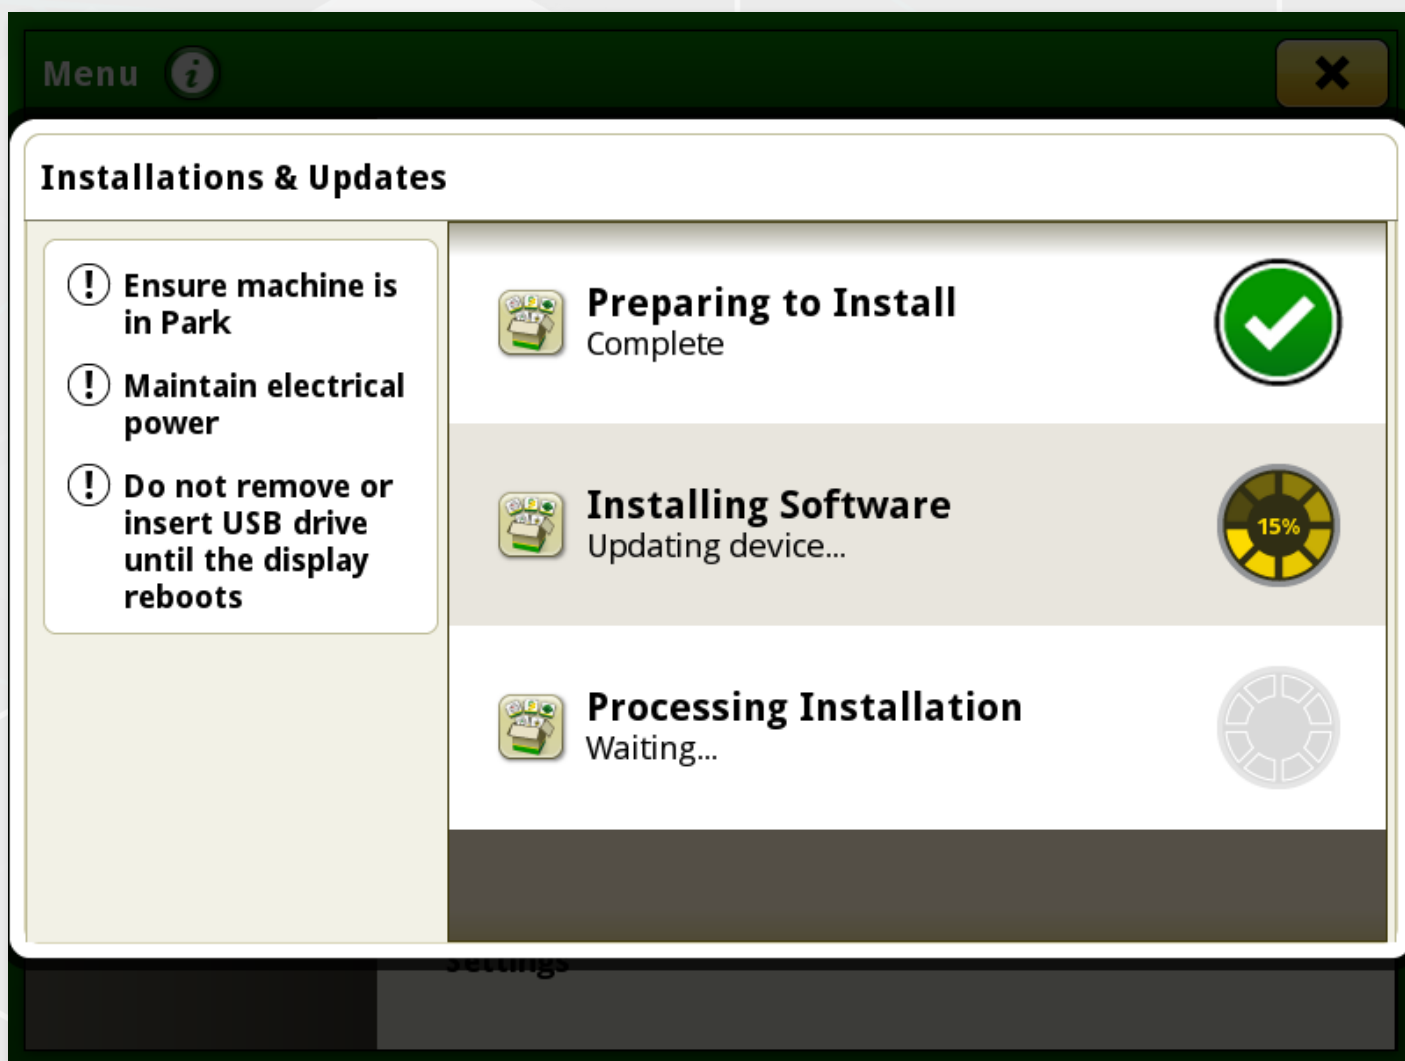 Menu
Installations & Updates
Ensure machine is
in Park
Maintain electrical
power
Do not remove or
insert USB drive
until the display
reboots
Preparing to Install
Complete
Installing Software
Updating device...
15%
Processing Installation
Waiting...
Settings